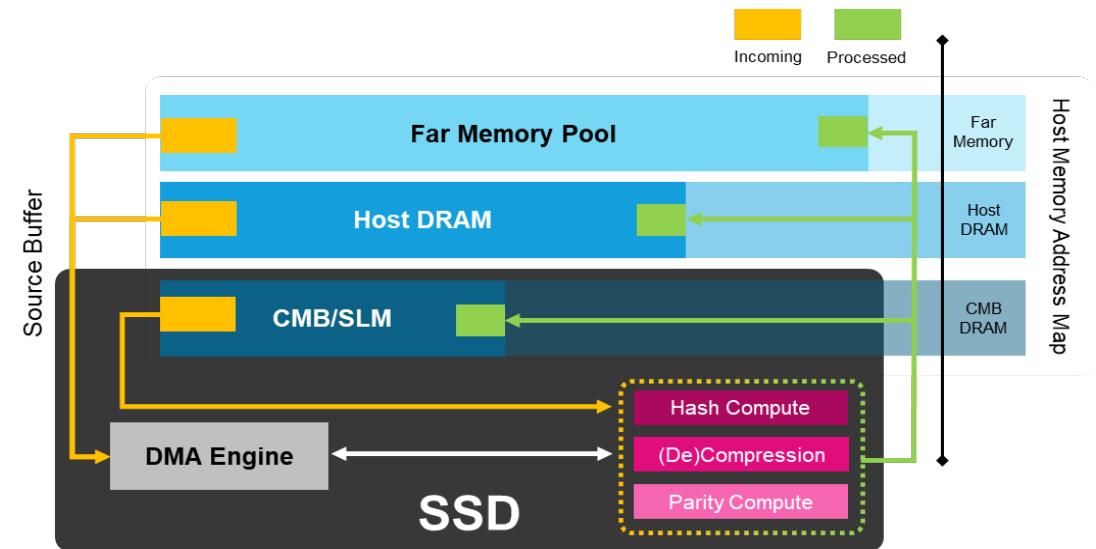 Incoming
Processed
Far Memory Pool
Far
Memory
Host DRAM
Host
DRAM
CMB/SLM
CMB
DRAM
Host Memory Address Map
Source Buffer
Hash Compute
DMA Engine
(De)Compression
Parity Compute
SSD